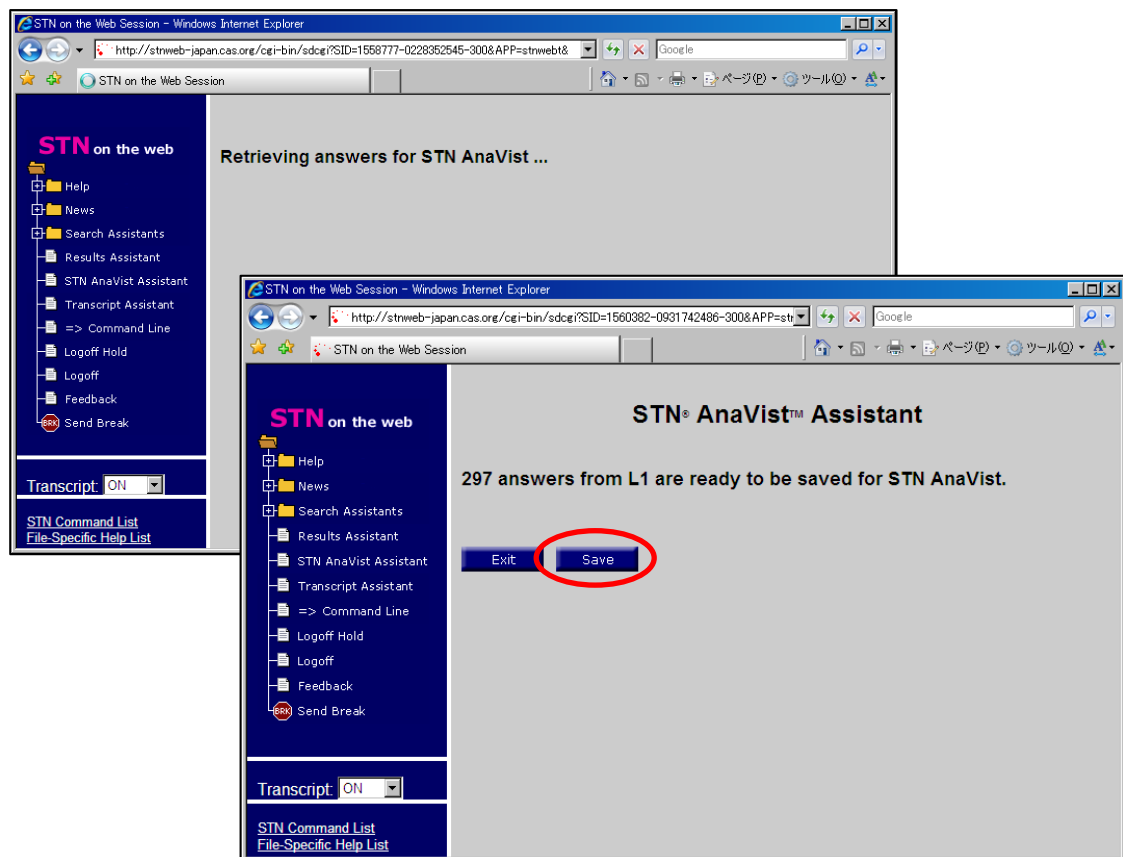 STN on the Web Session - Windows Internet Explorer
http://stnweb-japan.cas.org/cgi-bin/sdcgi?SID=1558777-0228352545-300&APP=stnwebt&
Google
STN on the Web Session
ページ(P)
ツール(O)
STN on the web
Retrieving answers for STN AnaVist ...
Help
News
Search Assistants
Results Assistant
STN AnaVist Assistant
Transcript Assistant
=> Command Line
Logoff Hold
Logoff
Feedback
BRK Send Break
Transcript: ON
STN Command List
File-Specific Help List
STN on the Web Session - Windows Internet Explorer
http://stnweb-japan.cas.org/cgi-bin/sdcgi?SID=1560382-0931742486-300&APP=str
Google
STN on the Web Session
ページ(P)
ツール(O)
STN on the web
STN® AnaVist™ Assistant
297 answers from L1 are ready to be saved for STN AnaVist.
Exit
Save
Help
News
Search Assistants
Results Assistant
STN AnaVist Assistant
Transcript Assistant
=> Command Line
Logoff Hold
Logoff
Feedback
BRK Send Break
Transcript: ON
STN Command List
File-Specific Help List